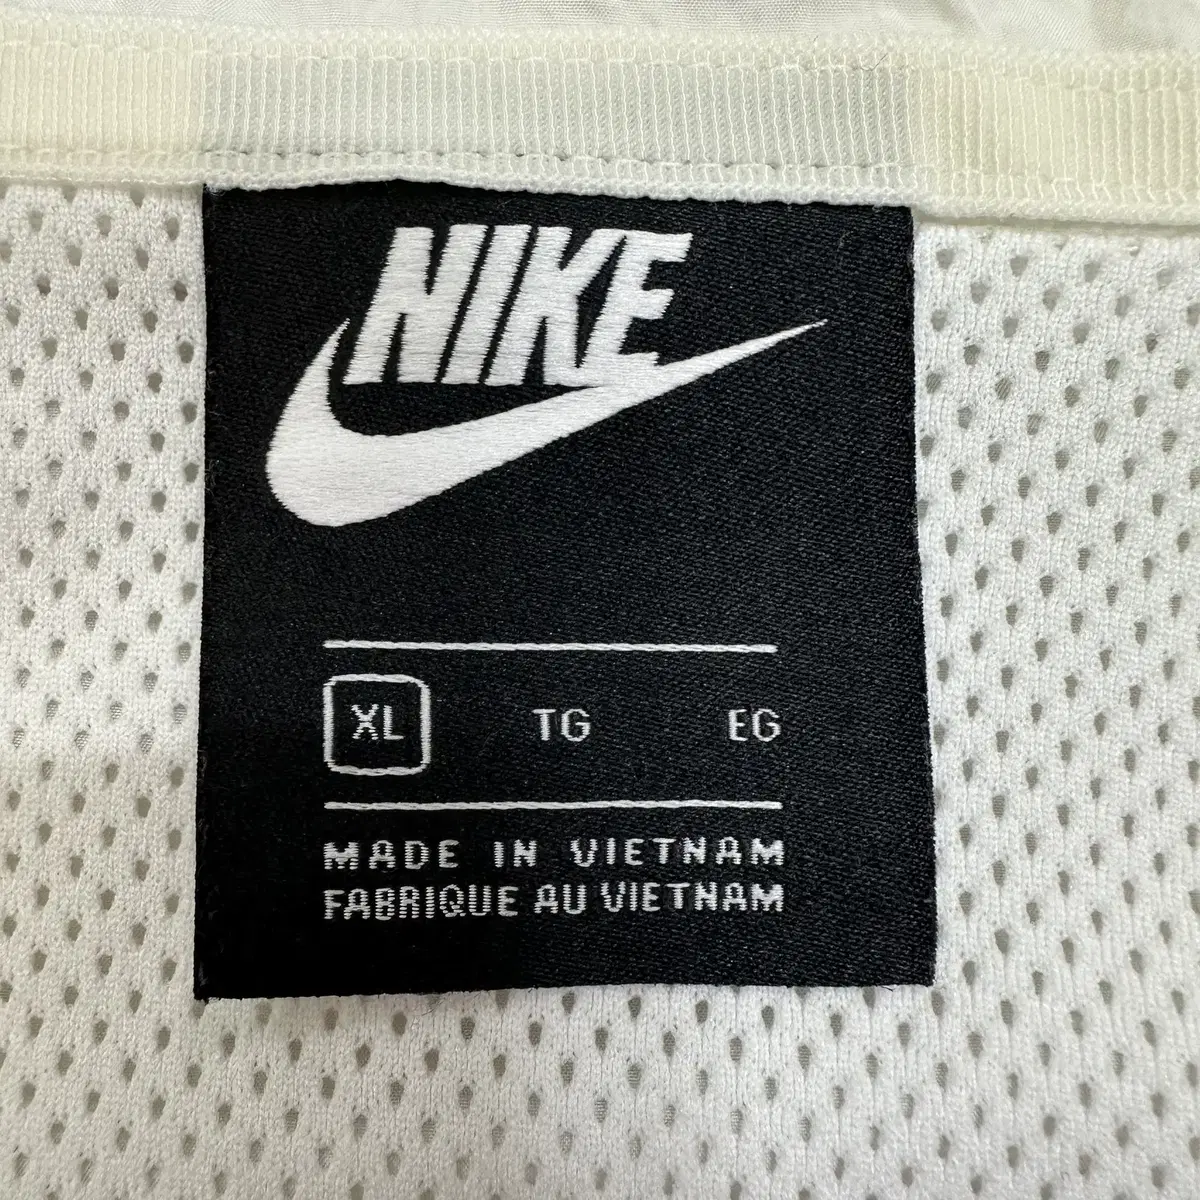 NIKE
XL TG EG
MADE IN VIETNAM
FABRIQUE AU VIETNAM